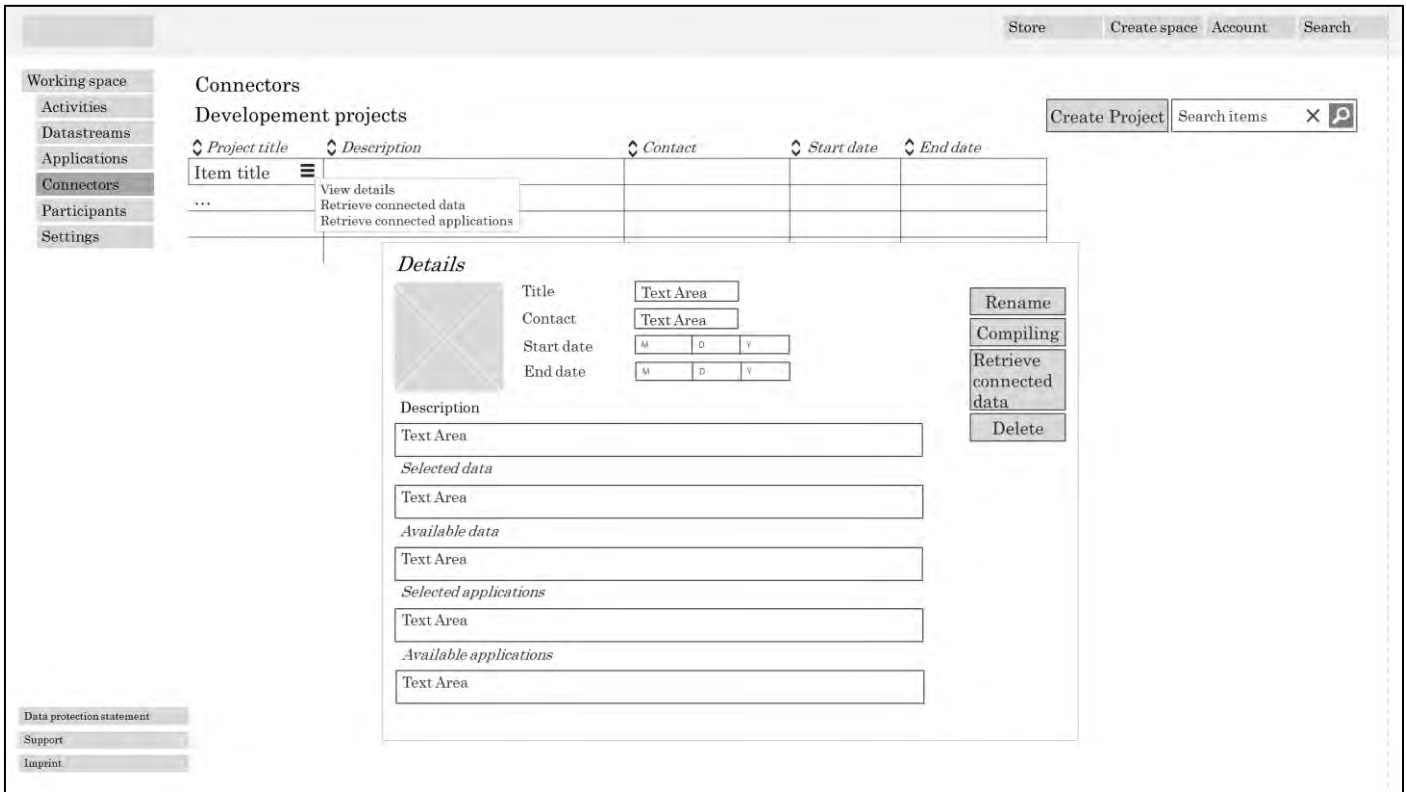 Store Create space Account Search
Working space
Activities
Datastreams
Applications
Connectors
Participants
Settings
Connectors
Developement projects
Create Project Search items
Project title Description Contact Start date End date
Item title
...
View details
Retrieve connected data
Retrieve connected applications
Details
Title Text Area
Contact Text Area
Start date M D Y
End date M D Y
Rename
Compiling
Retrieve
connected
data
Delete
Description
Text Area
Selected data
Text Area
Available data
Text Area
Selected applications
Text Area
Available applications
Text Area
Data protection statement
Support
Imprint